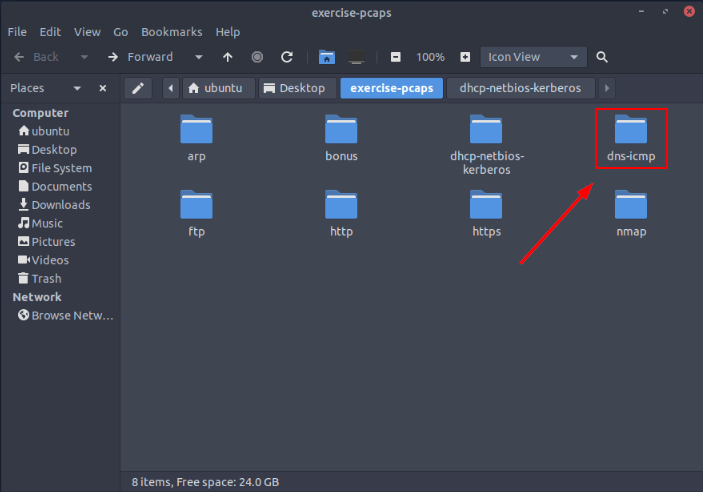 exercise-pcaps
File Edit View Go Bookmarks Help
Back Forward 100% Icon View
Places ubuntu Desktop exercise-pcaps dhcp-netbios-kerberos
Computer
ubuntu
Desktop
File System
Documents
Downloads
Music
Pictures
Videos
Trash
Network
Browse Netw...
arp bonus dhcp-netbios-
kerberos dns-icmp
ftp http https nmap
8 items, Free space: 24.0 GB